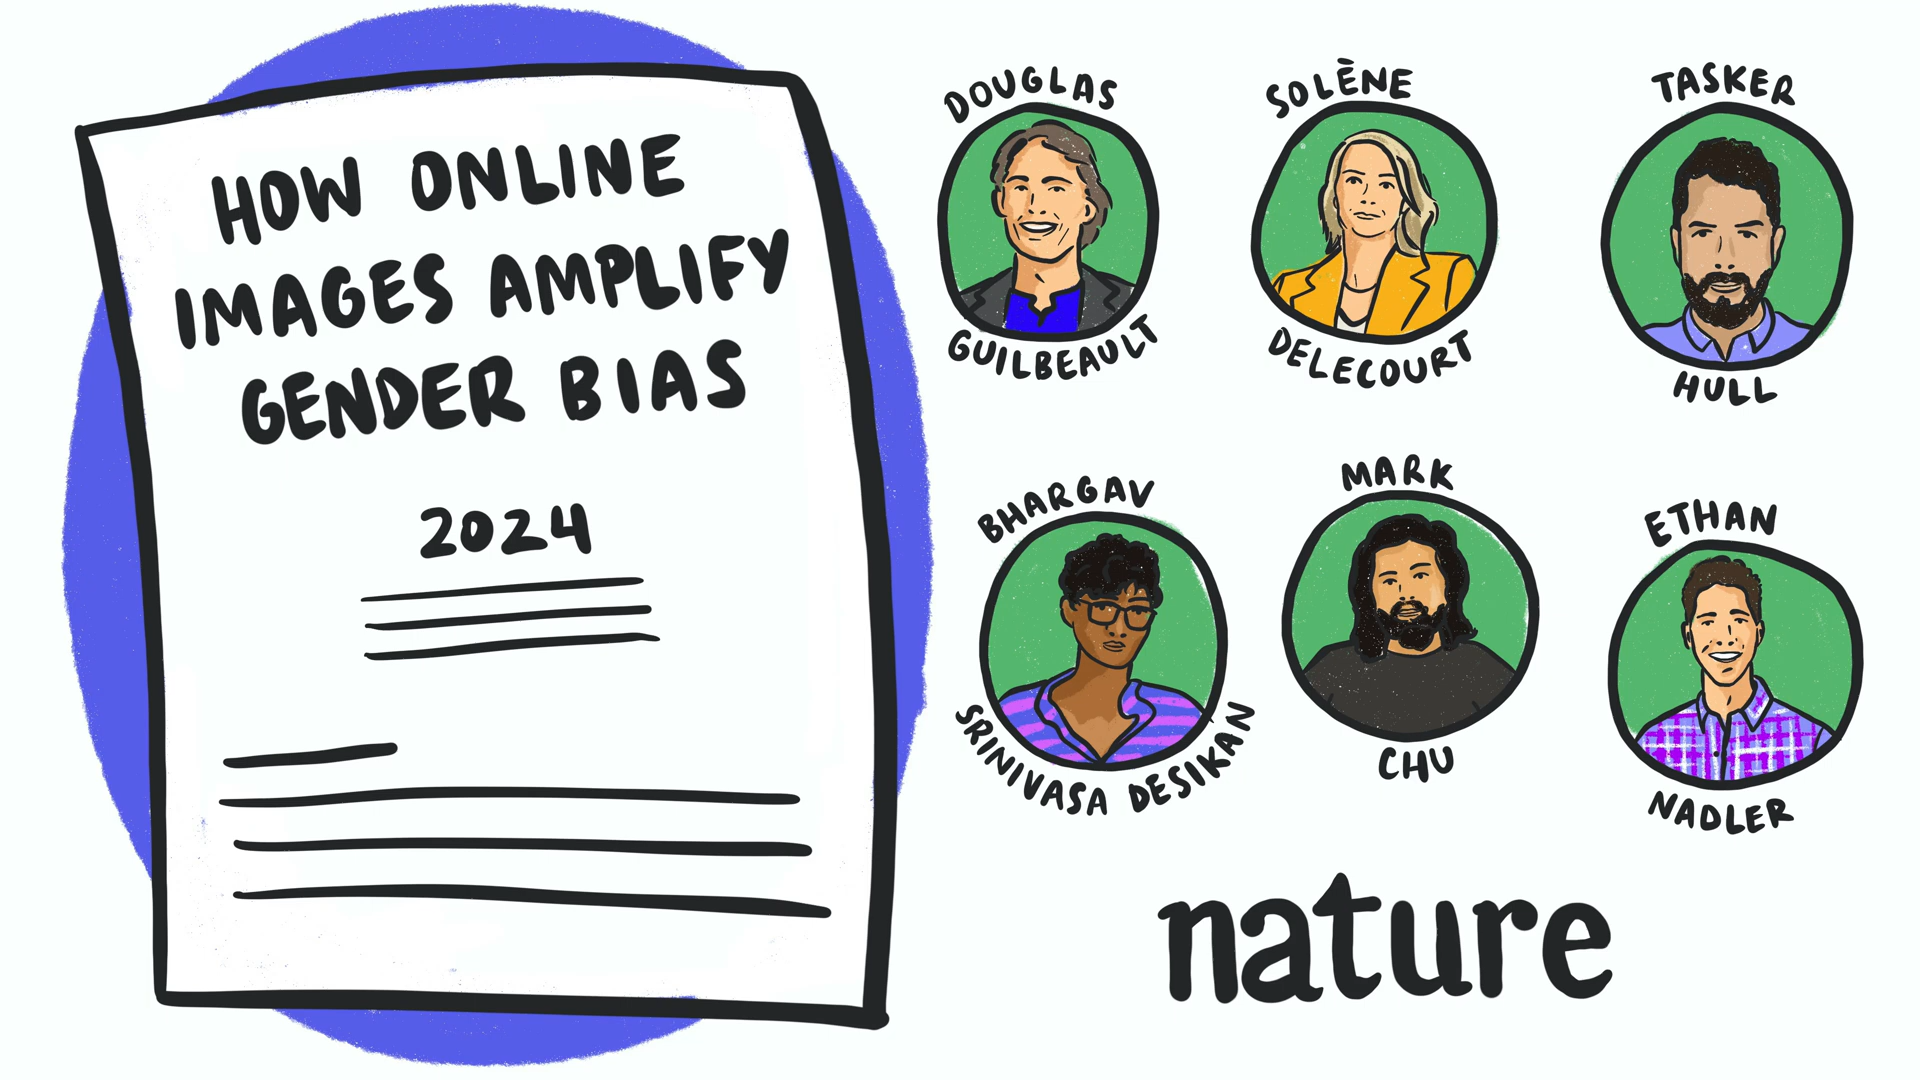 HOW ONLINE
IMAGES AMPLIFY
GENDER BIAS
2024
DOUGLAS
GUILBEAULT
SOLĒNE
DELECOURT
TASKER
HULL
BHARGAV
SRINIVASA DESIKAN
MARK
CHU
ETHAN
NADLER
nature